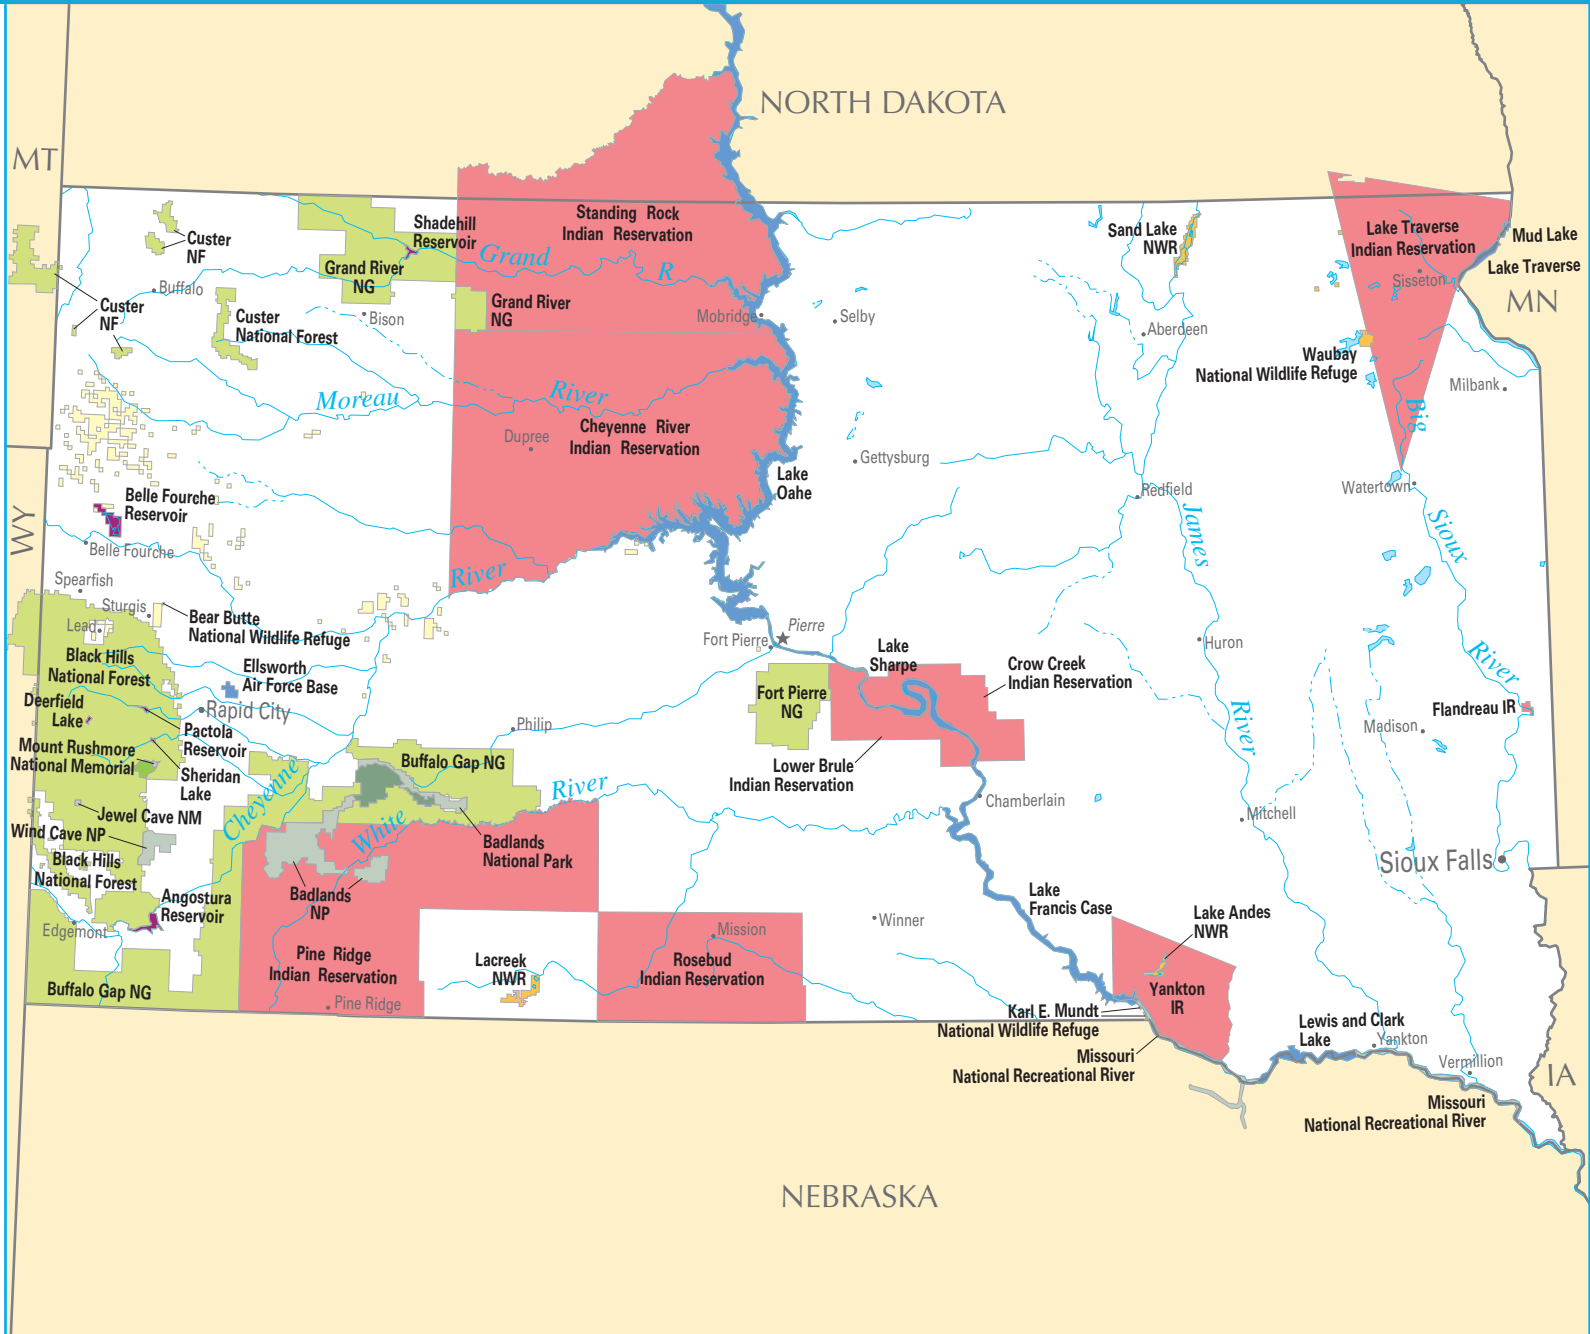 NORTH DAKOTA
MT
Custer
NF
Shadehill
Reservoir
Standing Rock
Indian Reservation
Sand Lake
NWR
Lake Traverse
Indian Reservation
Mud Lake
Lake Traverse
MN
Sisseton
Grand
R
Grand River
NG
Buffalo
Custer
NF
Custer
National Forest
Bison
Grand River
NG
Mobridge
Selby
Aberdeen
Waubay
National Wildlife Refuge
Milbank
Moreau
River
Big
Dupree
Cheyenne River
Indian Reservation
Gettysburg
Lake
Oahe
Redfield
Watertown
WY
Belle Fourche
Reservoir
Belle Fourche
James
Sioux
River
Spearfish
Sturgis
Lead
Bear Butte
National Wildlife Refuge
Fort Pierre
Pierre
Huron
River
Black Hills
National Forest
Ellsworth
Air Force Base
Lake
Sharpe
Crow Creek
Indian Reservation
Deerfield
Lake
Rapid City
Pactola
Reservoir
Philip
Fort Pierre
NG
River
Madison
Flandreau IR
Mount Rushmore
National Memorial
Sheridan
Lake
Buffalo Gap NG
Lower Brule
Indian Reservation
Cheyenne
River
Chamberlain
Mitchell
Jewel Cave NM
Wind Cave NP
White
Badlands
National Park
Black Hills
National Forest
Badlands
NP
Sioux Falls
Angostura
Reservoir
Edgemont
Lake
Francis Case
Winner
Mission
Lake Andes
NWR
Pine Ridge
Indian Reservation
Lacreek
NWR
Rosebud
Indian Reservation
Yankton
IR
Buffalo Gap NG
Pine Ridge
Karl E. Mundt
National Wildlife Refuge
Missouri
National Recreational River
Lewis and Clark
Lake
Yankton
Vermillion
IA
Missouri
National Recreational River
NEBRASKA